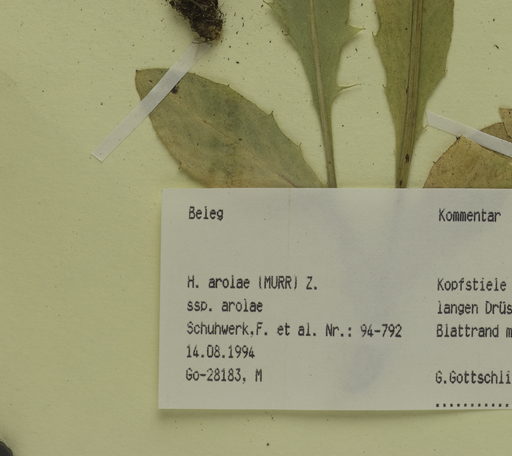 Beleg
Kommentar
H. arolae (MURR) Z.
ssp. arolae
Schuhwerk,F. et al. Nr.: 94-792
14.08.1994
Go-28183, M
Kopfstiele
langen Drüs
Blattrand m
G.Gottschli